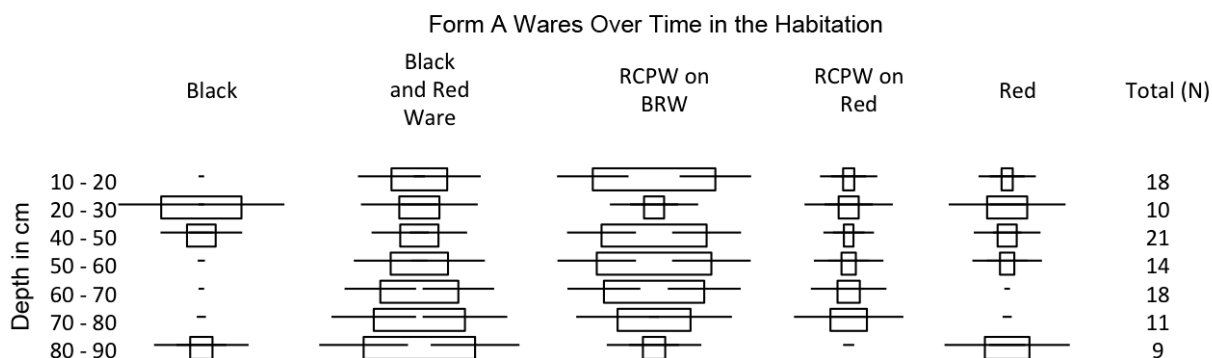 Form A Wares Over Time in the Habitation
Black
Black
and Red
Ware
RCPW on
BRW
RCPW on
Red
Red
Total (N)
Depth in cm
10 - 20 18
20 - 30 10
40 - 50 21
50 - 60 14
60 - 70 18
70 - 80 11
80 - 90 9